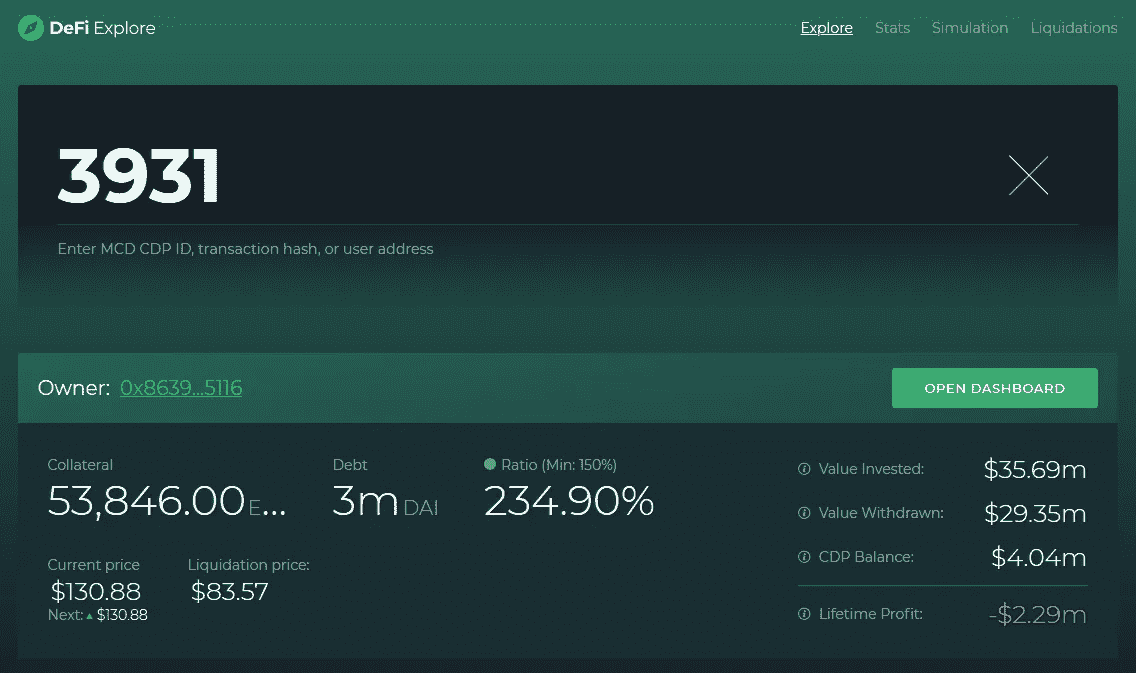 DeFi Explore
Explore Stats Simulation Liquidations
3931
Enter MCD CDP ID, transaction hash, or user address
Owner: 0x8639...5116
OPEN DASHBOARD
Collateral
53,846.00 E...
Debt
3m DAI
Ratio (Min: 150%)
234.90%
Current price
$130.88
Next: ▲ $130.88
Liquidation price:
$83.57
Value Invested: $35.69m
Value Withdrawn: $29.35m
CDP Balance: $4.04m
Lifetime Profit: -$2.29m